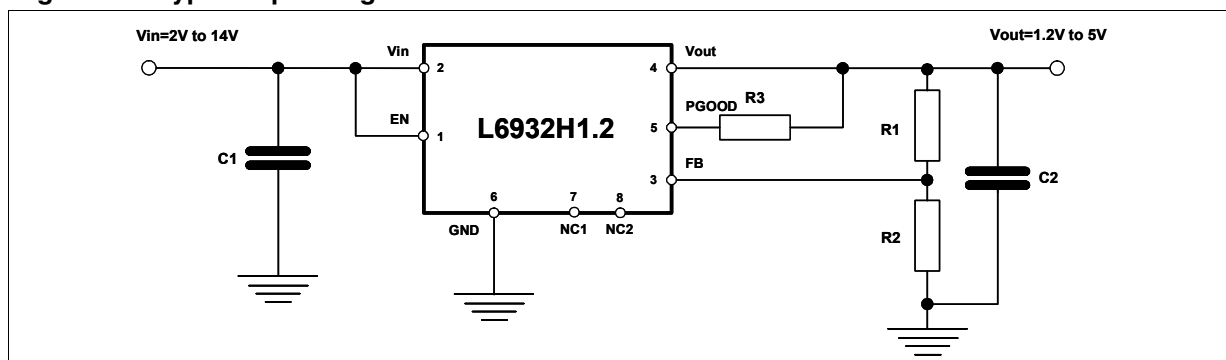 Vin=2V to 14V
Vout=1.2V to 5V
Vin
Vout
2
4
PGOOD
R3
EN
L6932H1.2
R1
1
5
C1
FB
3
C2
6
7
8
R2
GND
NC1
NC2